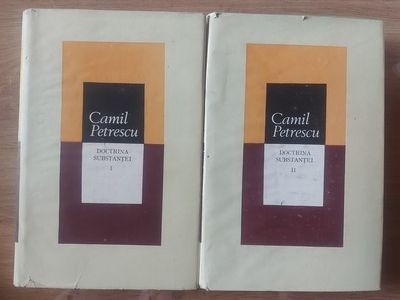 Camil
Petrescu
DOCTRINA
SUBSTANȚEI
I
Camil
Petrescu
DOCTRINA
SUBSTANȚEI
II